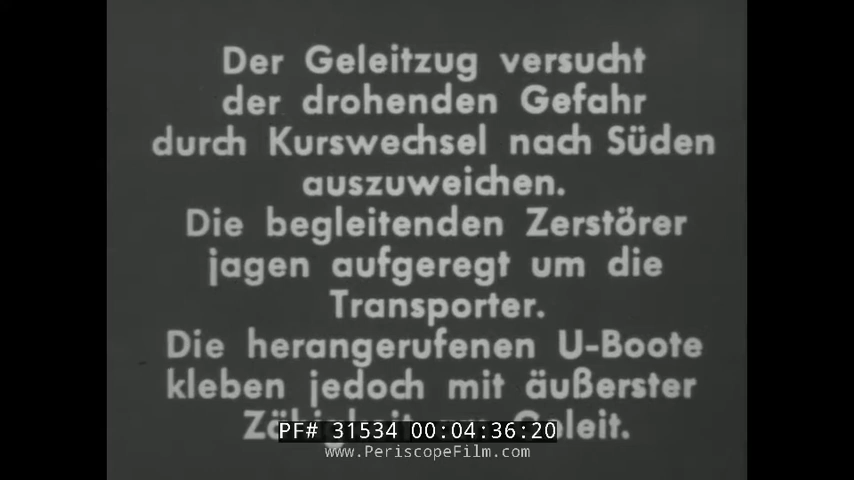 Der Geleitzug versucht
der drohenden Gefahr
durch Kurswechsel nach Süden
auszuweichen.
Die begleitenden Zerstörer
jagen aufgeregt um die
Transporter.
Die herangerufenen U-Boote
kleben jedoch mit äußerster
Zähigkeit Geleit.
PF# 31534 00:04:36:20
www.PeriscopeFilm.com